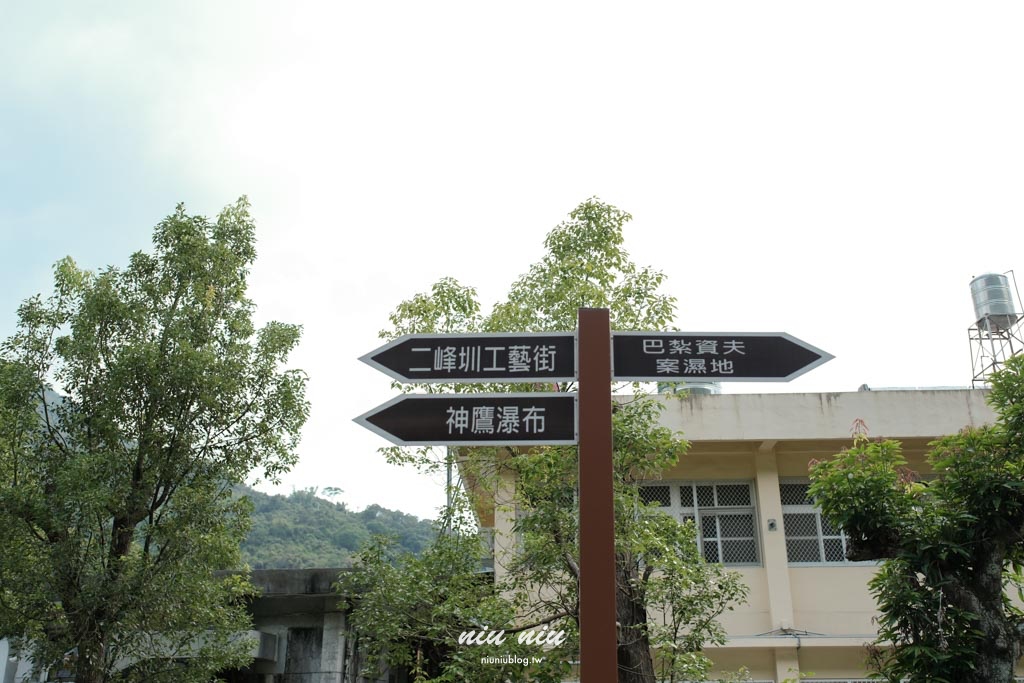 二峰圳工藝街
巴紮資夫
案濕地
神鷹瀑布
niu niu
niuniublog.tw